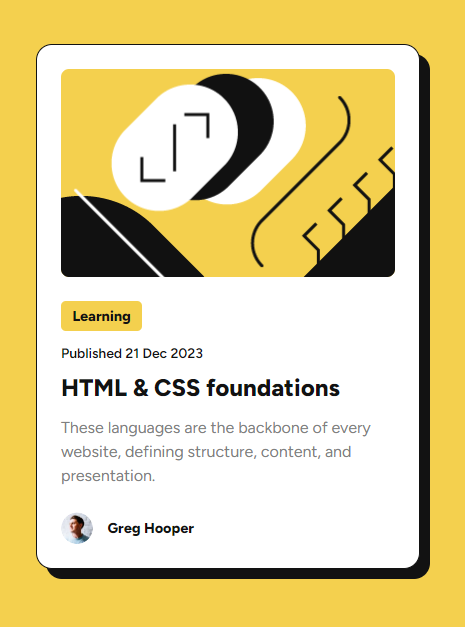 Learning
Published 21 Dec 2023
HTML & CSS foundations
These languages are the backbone of every
website, defining structure, content, and
presentation.
Greg Hooper